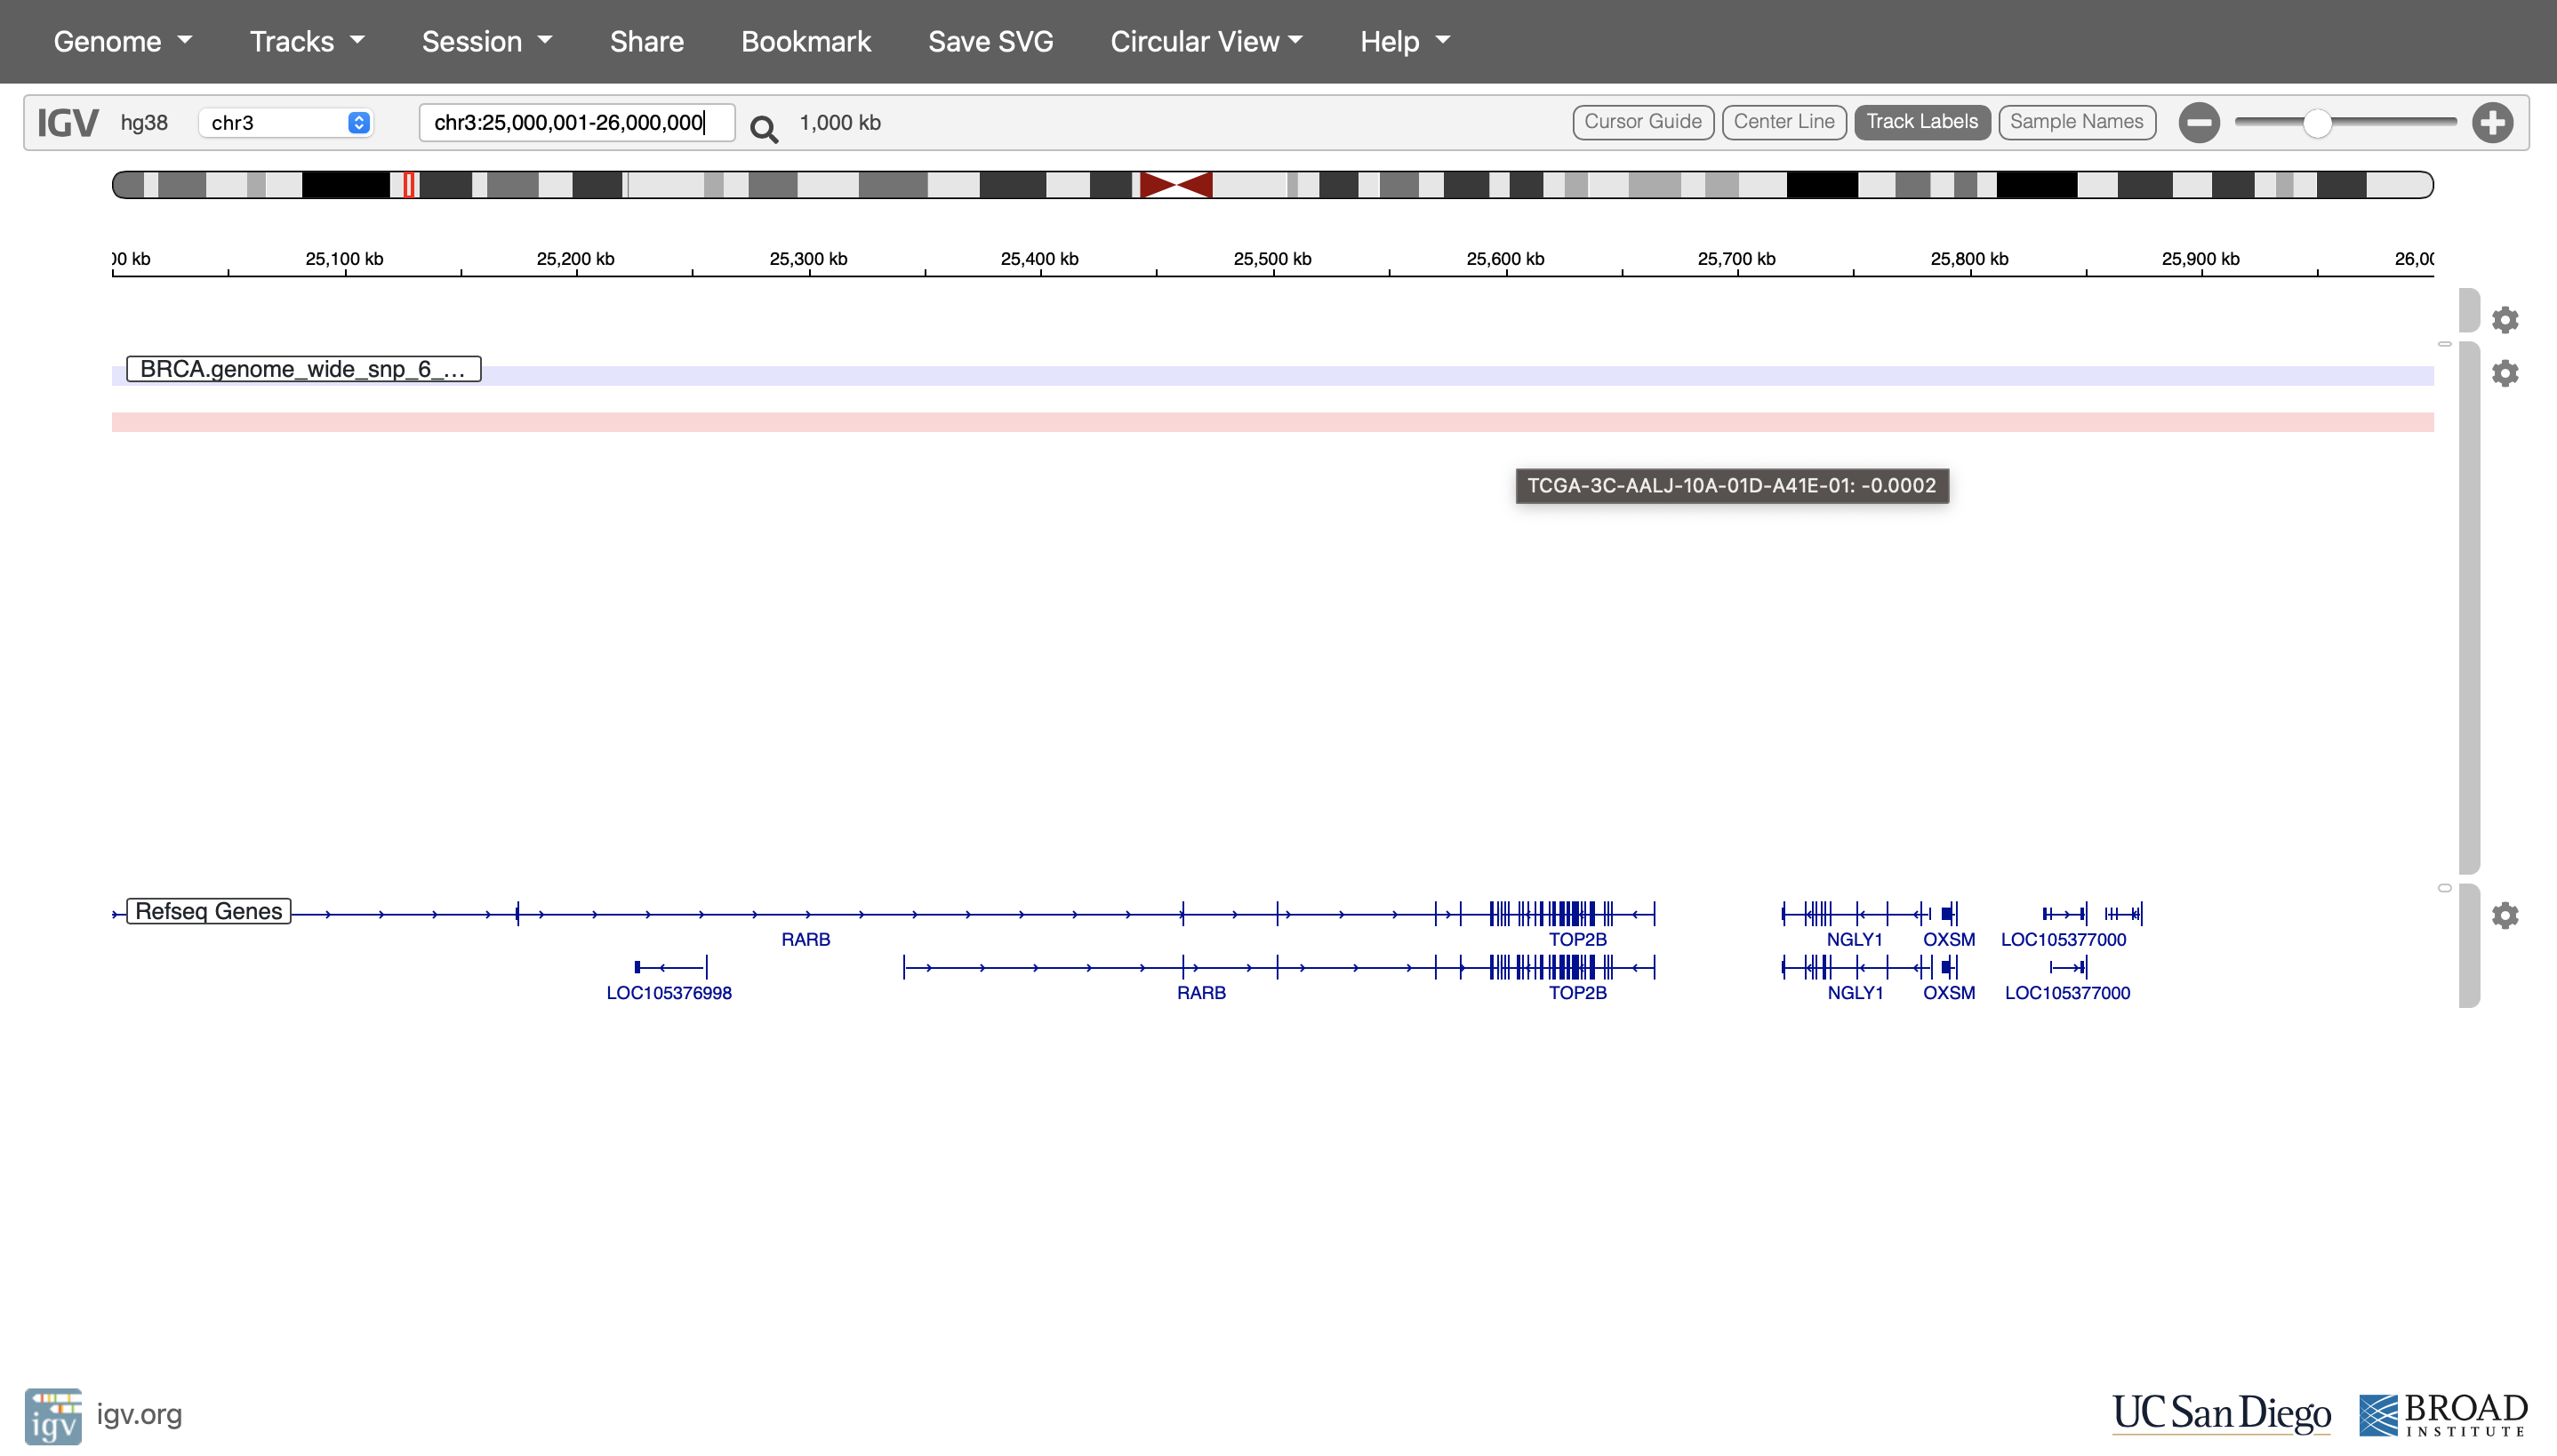 Genome Tracks Session Share Bookmark Save SVG Circular View Help
IGV hg38 chr3 chr3:25,000,001-26,000,000 1,000 kb Cursor Guide Center Line Track Labels Sample Names
00 kb 25,100 kb 25,200 kb 25,300 kb 25,400 kb 25,500 kb 25,600 kb 25,700 kb 25,800 kb 25,900 kb 26,00
BRCA.genome_wide_snp_6_...
TCGA-3C-AALJ-10A-01D-A41E-01: -0.0002
Refseq Genes
RARB TOP2B NGLY1 OXSM LOC105377000
LOC105376998 RARB TOP2B NGLY1 OXSM LOC105377000
igv igv.org UC San Diego BROAD
INSTITUTE